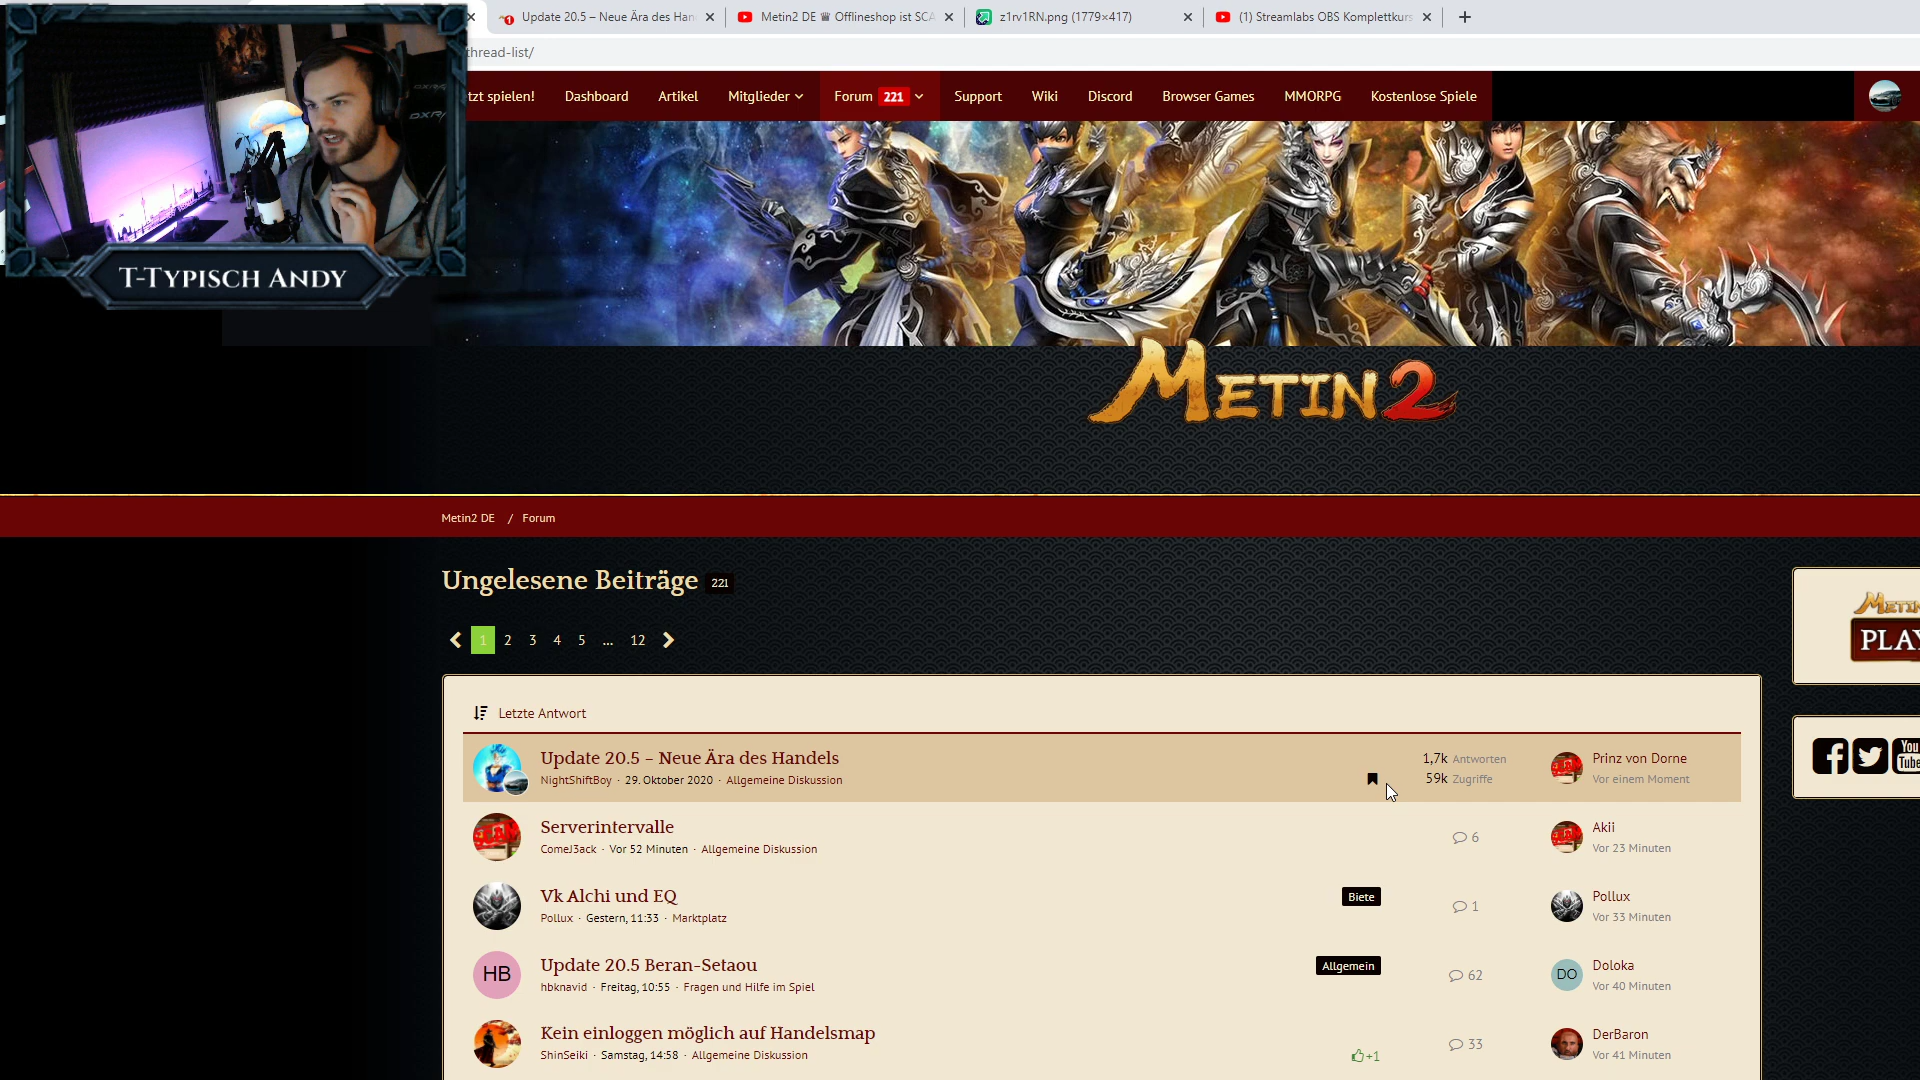 Update 20.5 – Neue Ära des Han
Metin2 DE ♛ Offlineshop ist SCA
z1rv1RN.png (1779×417)
(1) Streamlabs OBS Komplettkurs
thread-list/
tzt spielen!
Dashboard
Artikel
Mitglieder
Forum 221
Support
Wiki
Discord
Browser Games
MMORPG
Kostenlose Spiele
T-Typisch Andy
Metin2
Metin2 DE / Forum
Ungelesene Beiträge 221
1 2 3 4 5 ... 12
PLAY
Letzte Antwort
Update 20.5 – Neue Ära des Handels
NightShiftBoy · 29. Oktober 2020 · Allgemeine Diskussion
1,7k Antworten
59k Zugriffe
Prinz von Dorne
Vor einem Moment
You
Tube
Serverintervalle
ComeJ3ack · Vor 52 Minuten · Allgemeine Diskussion
6
Akii
Vor 23 Minuten
Vk Alchi und EQ
Pollux · Gestern, 11:33 · Marktplatz
Biete
1
Pollux
Vor 33 Minuten
HB
Update 20.5 Beran-Setaou
hbknavid · Freitag, 10:55 · Fragen und Hilfe im Spiel
Allgemein
62
DO
Doloka
Vor 40 Minuten
Kein einloggen möglich auf Handelsmap
ShinSeiki · Samstag, 14:58 · Allgemeine Diskussion
+1
33
DerBaron
Vor 41 Minuten